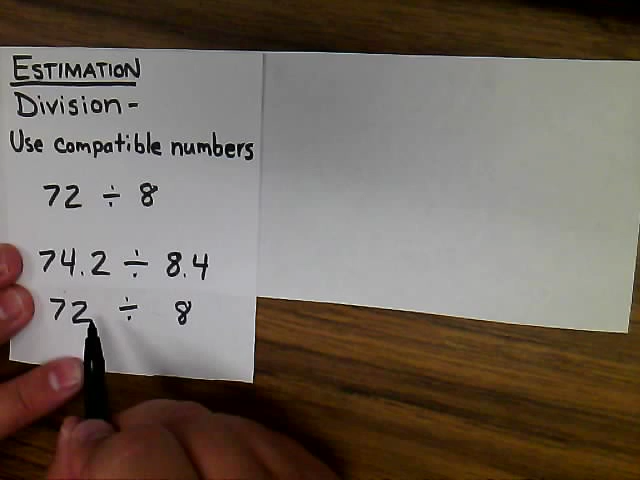 ESTIMATION
Division-
Use compatible numbers
72 ÷ 8
74.2 ÷ 8.4
72 ÷ 8